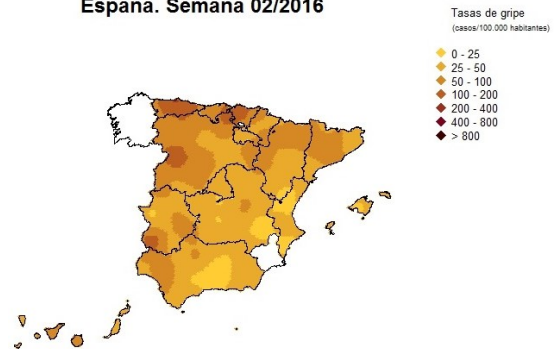 España. Semana 02/2016
Tasas de gripe
(casos/100.000 habitantes)
0 - 25
25 - 50
50 - 100
100 - 200
200 - 400
400 - 800
> 800